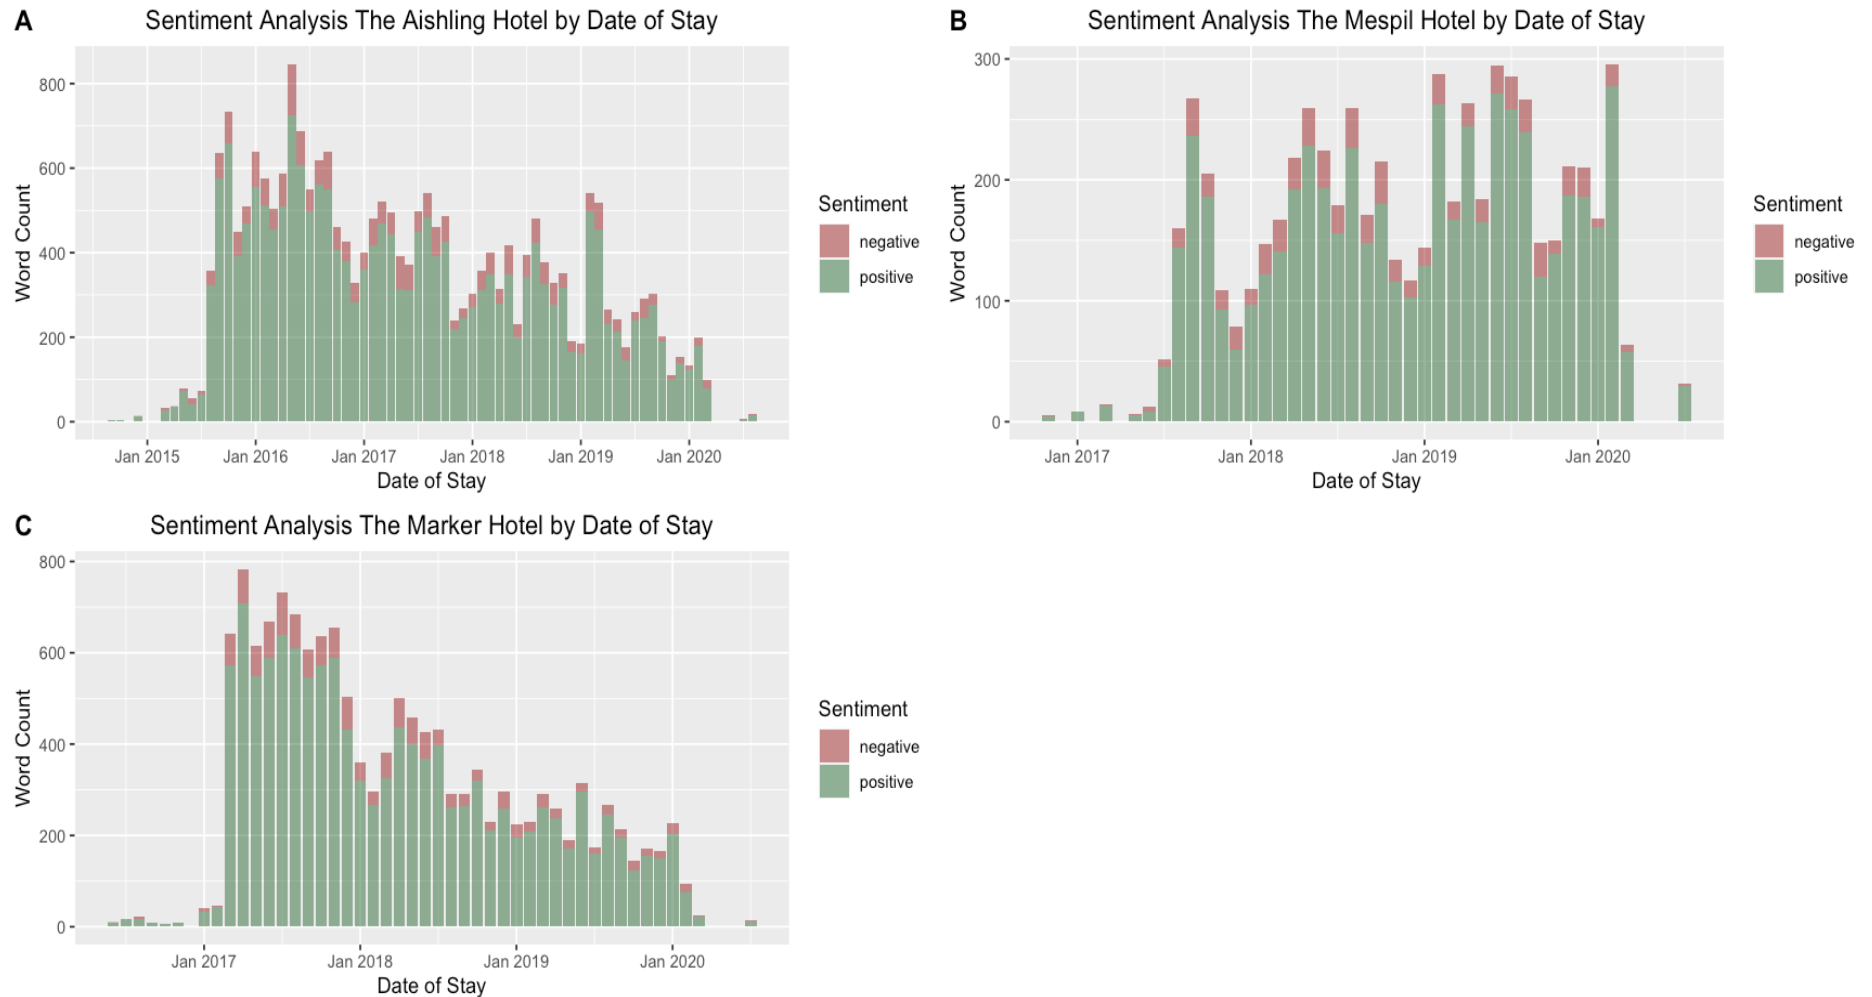 A
Sentiment Analysis The Aishling Hotel by Date of Stay
Word Count
800
600
400
200
0
Jan 2015 Jan 2016 Jan 2017 Jan 2018 Jan 2019 Jan 2020
Date of Stay
Sentiment
negative
positive
B
Sentiment Analysis The Mespil Hotel by Date of Stay
Word Count
300
200
100
0
Jan 2017 Jan 2018 Jan 2019 Jan 2020
Date of Stay
Sentiment
negative
positive
C
Sentiment Analysis The Marker Hotel by Date of Stay
Word Count
800
600
400
200
0
Jan 2017 Jan 2018 Jan 2019 Jan 2020
Date of Stay
Sentiment
negative
positive